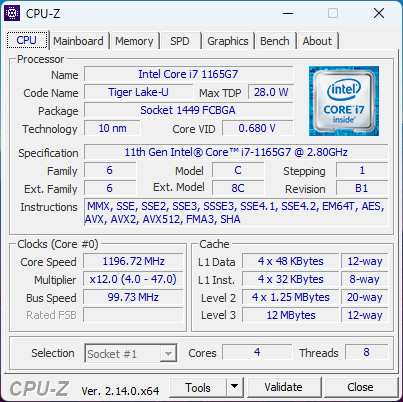 CPU-Z
CPU Mainboard Memory SPD Graphics Bench About
Processor
Name Intel Core i7 1165G7
Code Name Tiger Lake-U Max TDP 28.0 W
Package Socket 1449 FCBGA
Technology 10 nm Core VID 0.680 V
intel
CORE i7
inside™
Specification 11th Gen Intel® Core™ i7-1165G7 @ 2.80GHz
Family 6 Model C Stepping 1
Ext. Family 6 Ext. Model 8C Revision B1
Instructions MMX, SSE, SSE2, SSE3, SSSE3, SSE4.1, SSE4.2, EM64T, AES,
AVX, AVX2, AVX512, FMA3, SHA
Clocks (Core #0)
Core Speed 1196.72 MHz
Multiplier x12.0 (4.0 - 47.0)
Bus Speed 99.73 MHz
Rated FSB
Cache
L1 Data 4 x 48 KBytes 12-way
L1 Inst. 4 x 32 KBytes 8-way
Level 2 4 x 1.25 MBytes 20-way
Level 3 12 MBytes 12-way
Selection Socket #1 Cores 4 Threads 8
CPU-Z Ver. 2.14.0.x64 Tools Validate Close